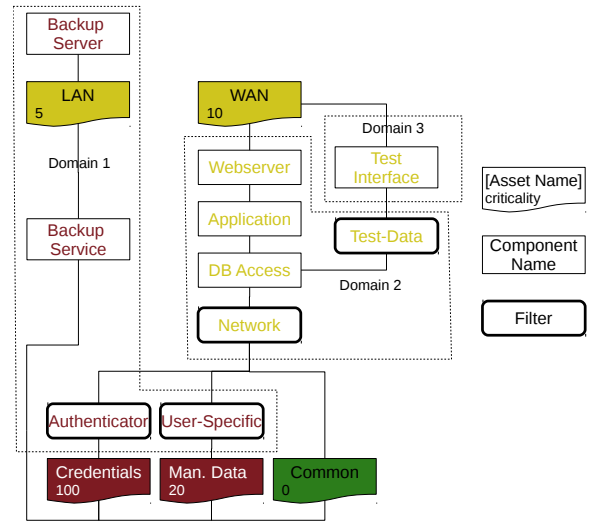 Backup
Server
LAN
5
WAN
10
Domain 1
Domain 3
Webserver
Test
Interface
[Asset Name]
criticality
Application
Backup
Service
Test-Data
Component
Name
DB Access
Domain 2
Network
Filter
Authenticator
User-Specific
Credentials
100
Man. Data
20
Common
0